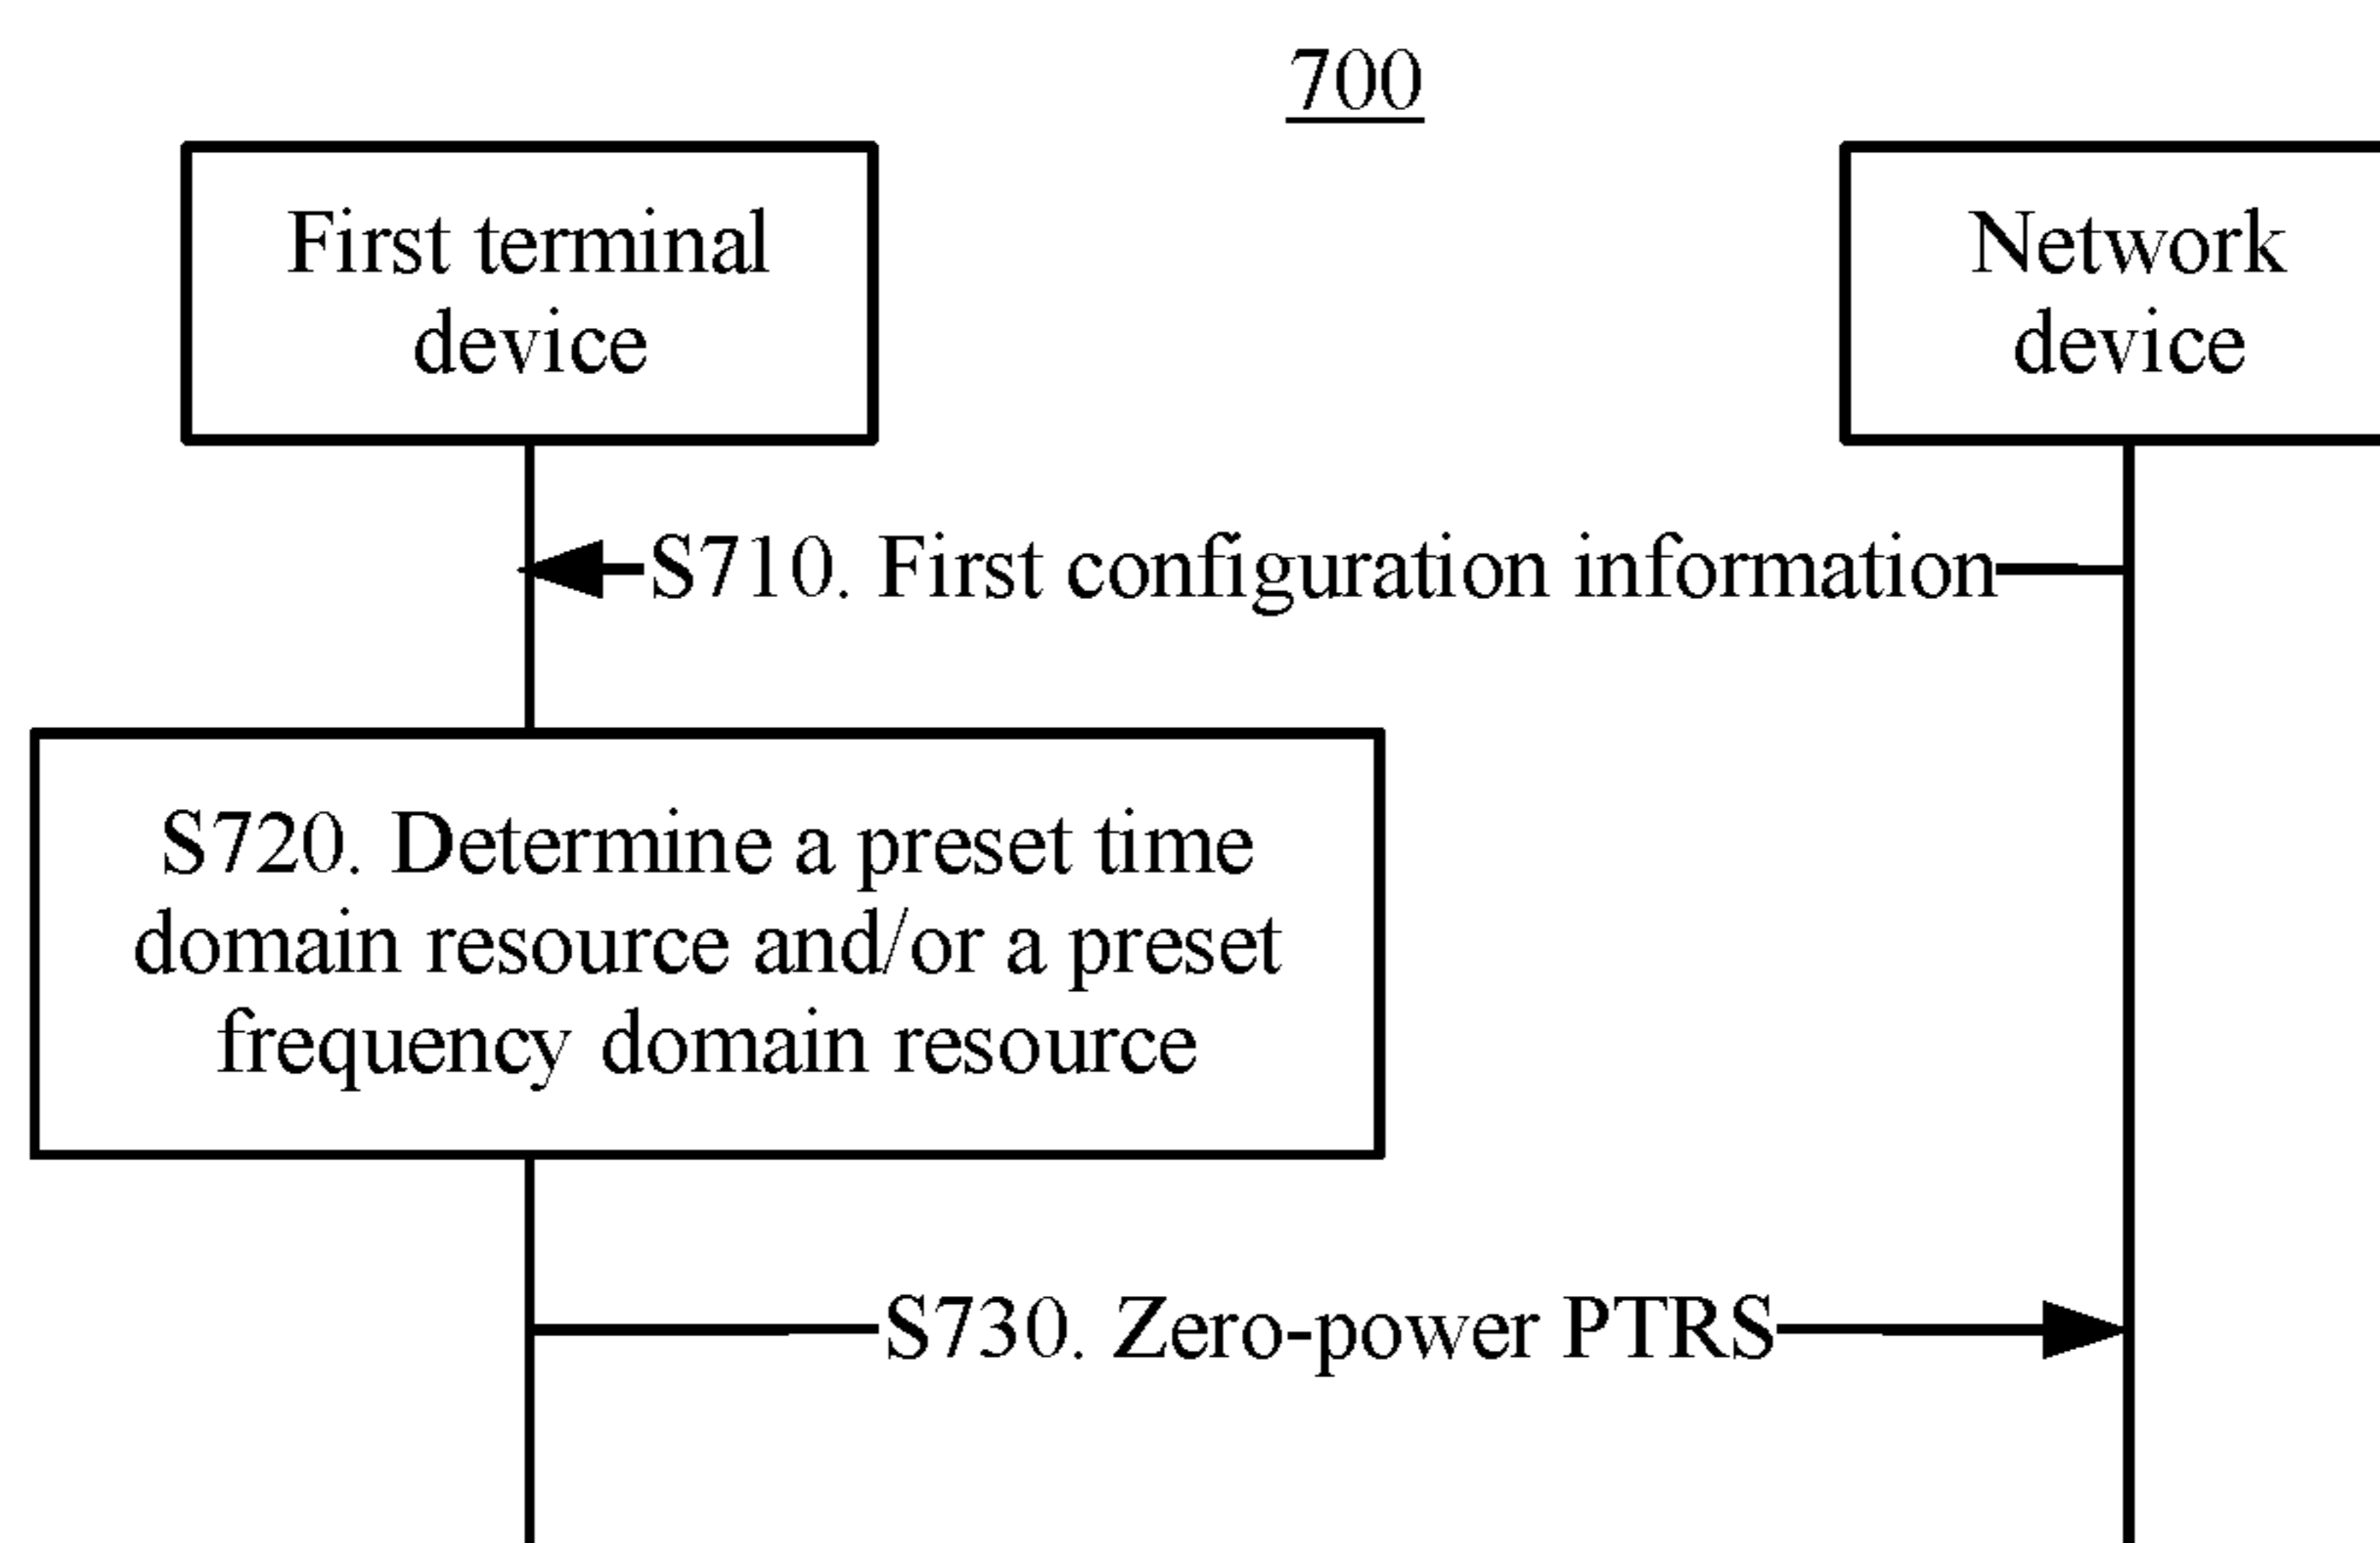 700
First terminal
device
Network
device
S710. First configuration information
S720. Determine a preset time
domain resource and/or a preset
frequency domain resource
S730. Zero-power PTRS